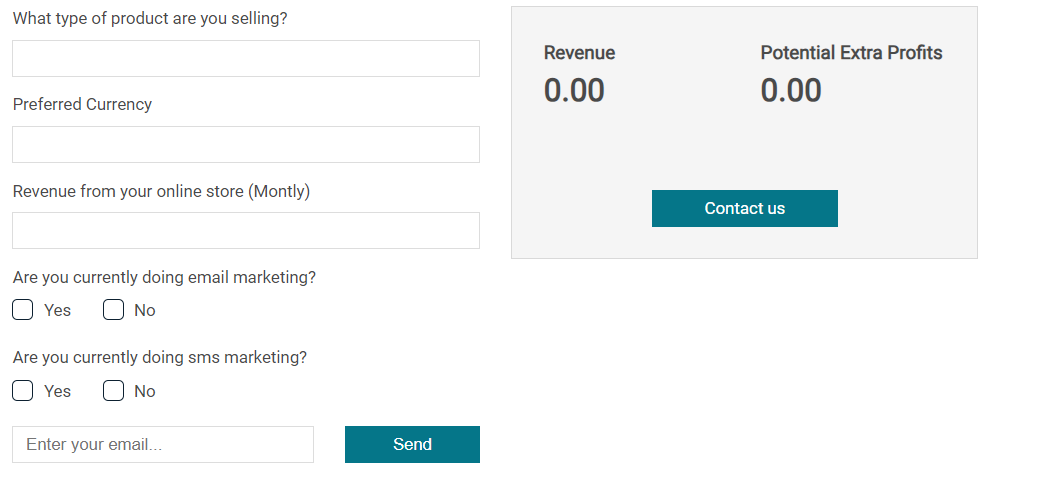 What type of product are you selling?
Preferred Currency
Revenue from your online store (Montly)
Are you currently doing email marketing?
Yes No
Are you currently doing sms marketing?
Yes No
Enter your email... Send
Revenue Potential Extra Profits
0.00 0.00
Contact us